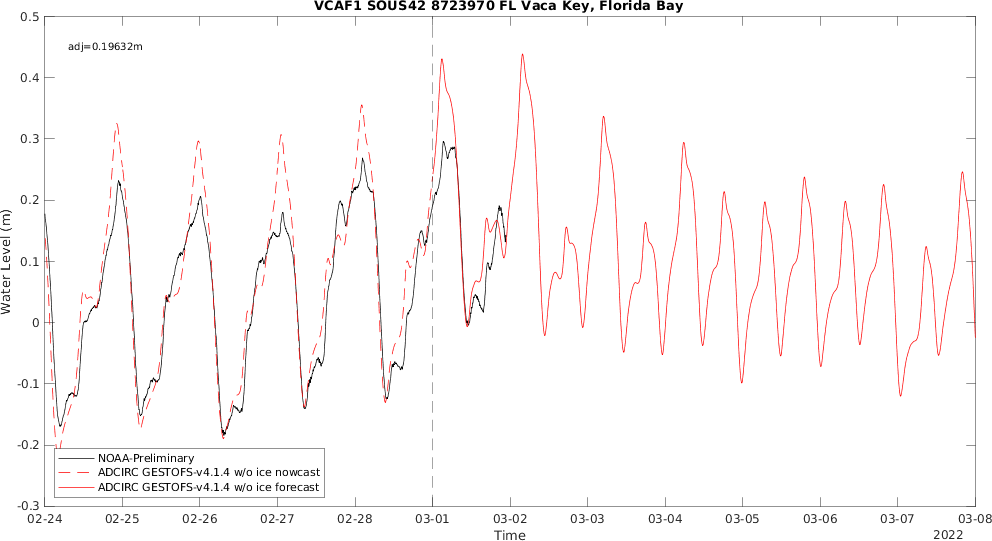 VCAF1 SOUS42 8723970 FL Vaca Key, Florida Bay
adj=0.19632m
0.5
0.4
0.3
0.2
0.1
0
-0.1
-0.2
-0.3
Water Level (m)
NOAA-Preliminary
ADCIRC GESTOFS-v4.1.4 w/o ice nowcast
ADCIRC GESTOFS-v4.1.4 w/o ice forecast
02-24 02-25 02-26 02-27 02-28 03-01 03-02 03-03 03-04 03-05 03-06 03-07 03-08
Time
2022